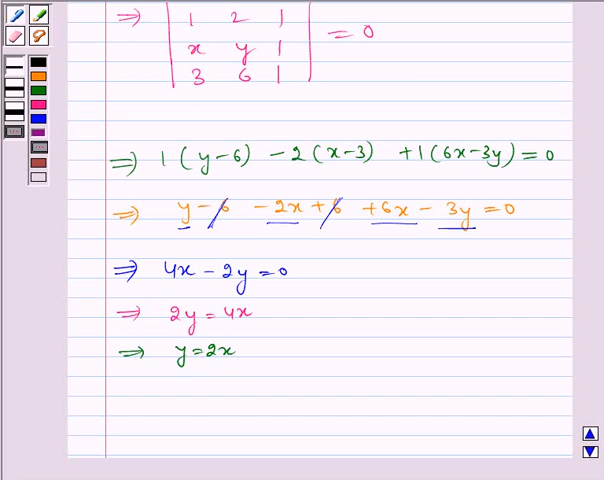 ⇒ | 1 2 1 |
| x y 1 | = 0
| 3 6 1 |
⇒ 1 (y - 6) - 2 (x - 3) + 1 (6x - 3y) = 0
⇒ y - 6 - 2x + 6 + 6x - 3y = 0
⇒ 4x - 2y = 0
⇒ 2y = 4x
⇒ y = 2x